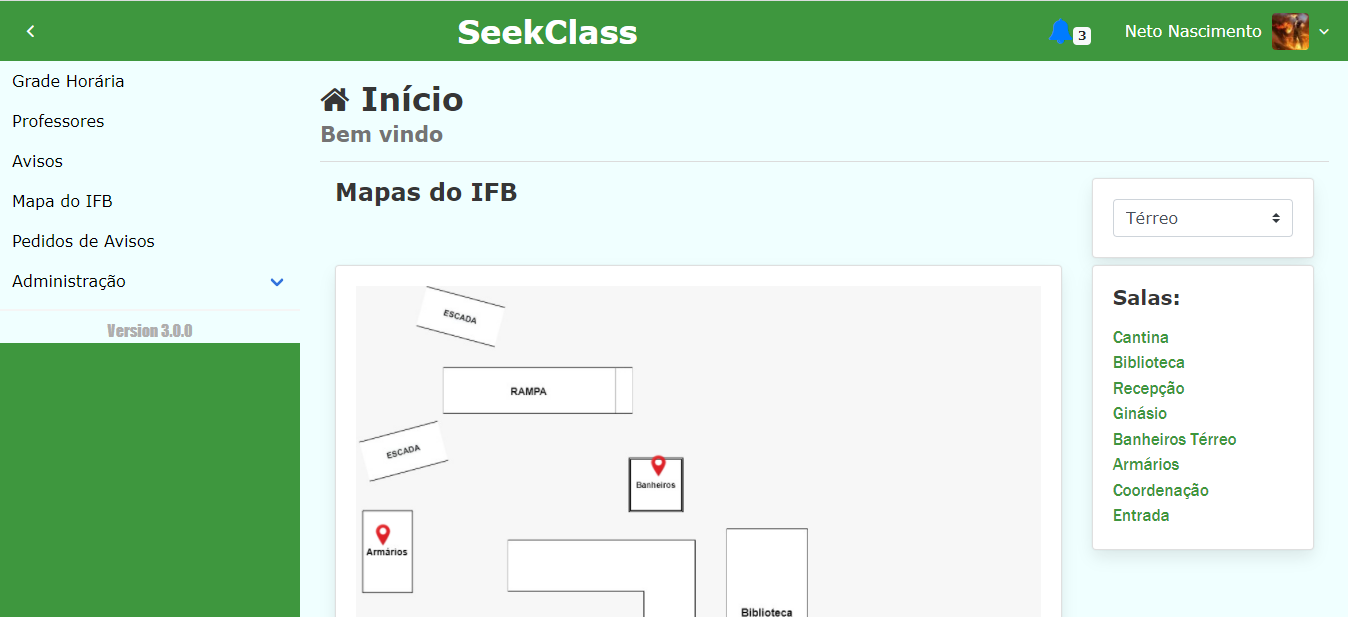 SeekClass
3
Neto Nascimento
Grade Horária
Professores
Avisos
Mapa do IFB
Pedidos de Avisos
Administração
Version 3.0.0
Início
Bem vindo
Mapas do IFB
Térreo
ESCADA
RAMPA
ESCADA
Banheiros
Armários
Biblioteca
Salas:
Cantina
Biblioteca
Recepção
Ginásio
Banheiros Térreo
Armários
Coordenação
Entrada